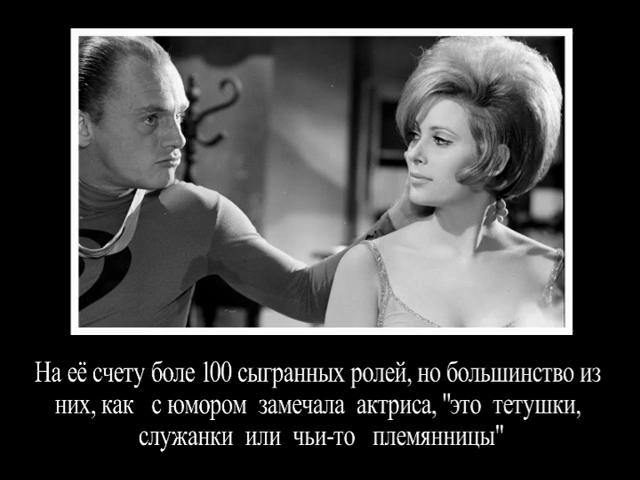 На её счету боле 100 сыгранных ролей, но большинство из
них, как с юмором замечала актриса, "это тетушки,
служанки или чьи-то племянницы"